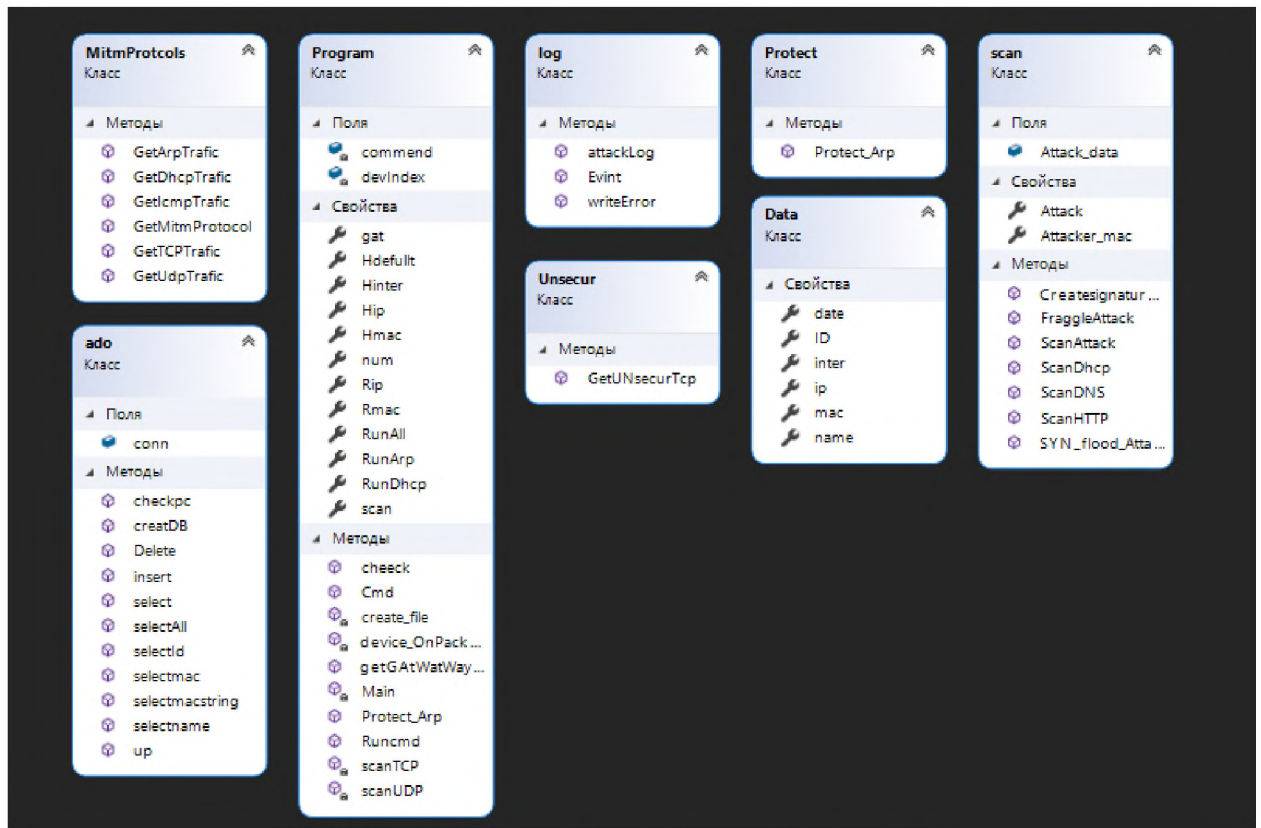 MitmProtcols
Класс
Методы
GetArpTrafic
GetDhcpTrafic
GetIcmpTrafic
GetMitmProtocol
GetTCPTrafic
GetUdpTrafic
ado
Класс
Поля
conn
Методы
checkpc
creatDB
Delete
insert
select
selectAll
selectId
selectmac
selectmacstring
selectname
up
Program
Класс
Поля
commend
devIndex
Свойства
gat
Hdefullt
Hinter
Hip
Hmac
num
Rip
Rmac
RunAll
RunArp
RunDhcp
scan
Методы
cheeck
Cmd
create_file
device_OnPack...
getGAtWatWay...
Main
Protect_Arp
Runcmd
scanTCP
scanUDP
log
Класс
Методы
attackLog
Evint
writeError
Unsecur
Класс
Методы
GetUNsecurTcp
Protect
Класс
Методы
Protect_Arp
Data
Класс
Свойства
date
ID
inter
ip
mac
name
scan
Класс
Поля
Attack_data
Свойства
Attack
Attacker_mac
Методы
Createsignatur...
FraggleAttack
ScanAttack
ScanDhcp
ScanDNS
ScanHTTP
SYN_flood_Atta...